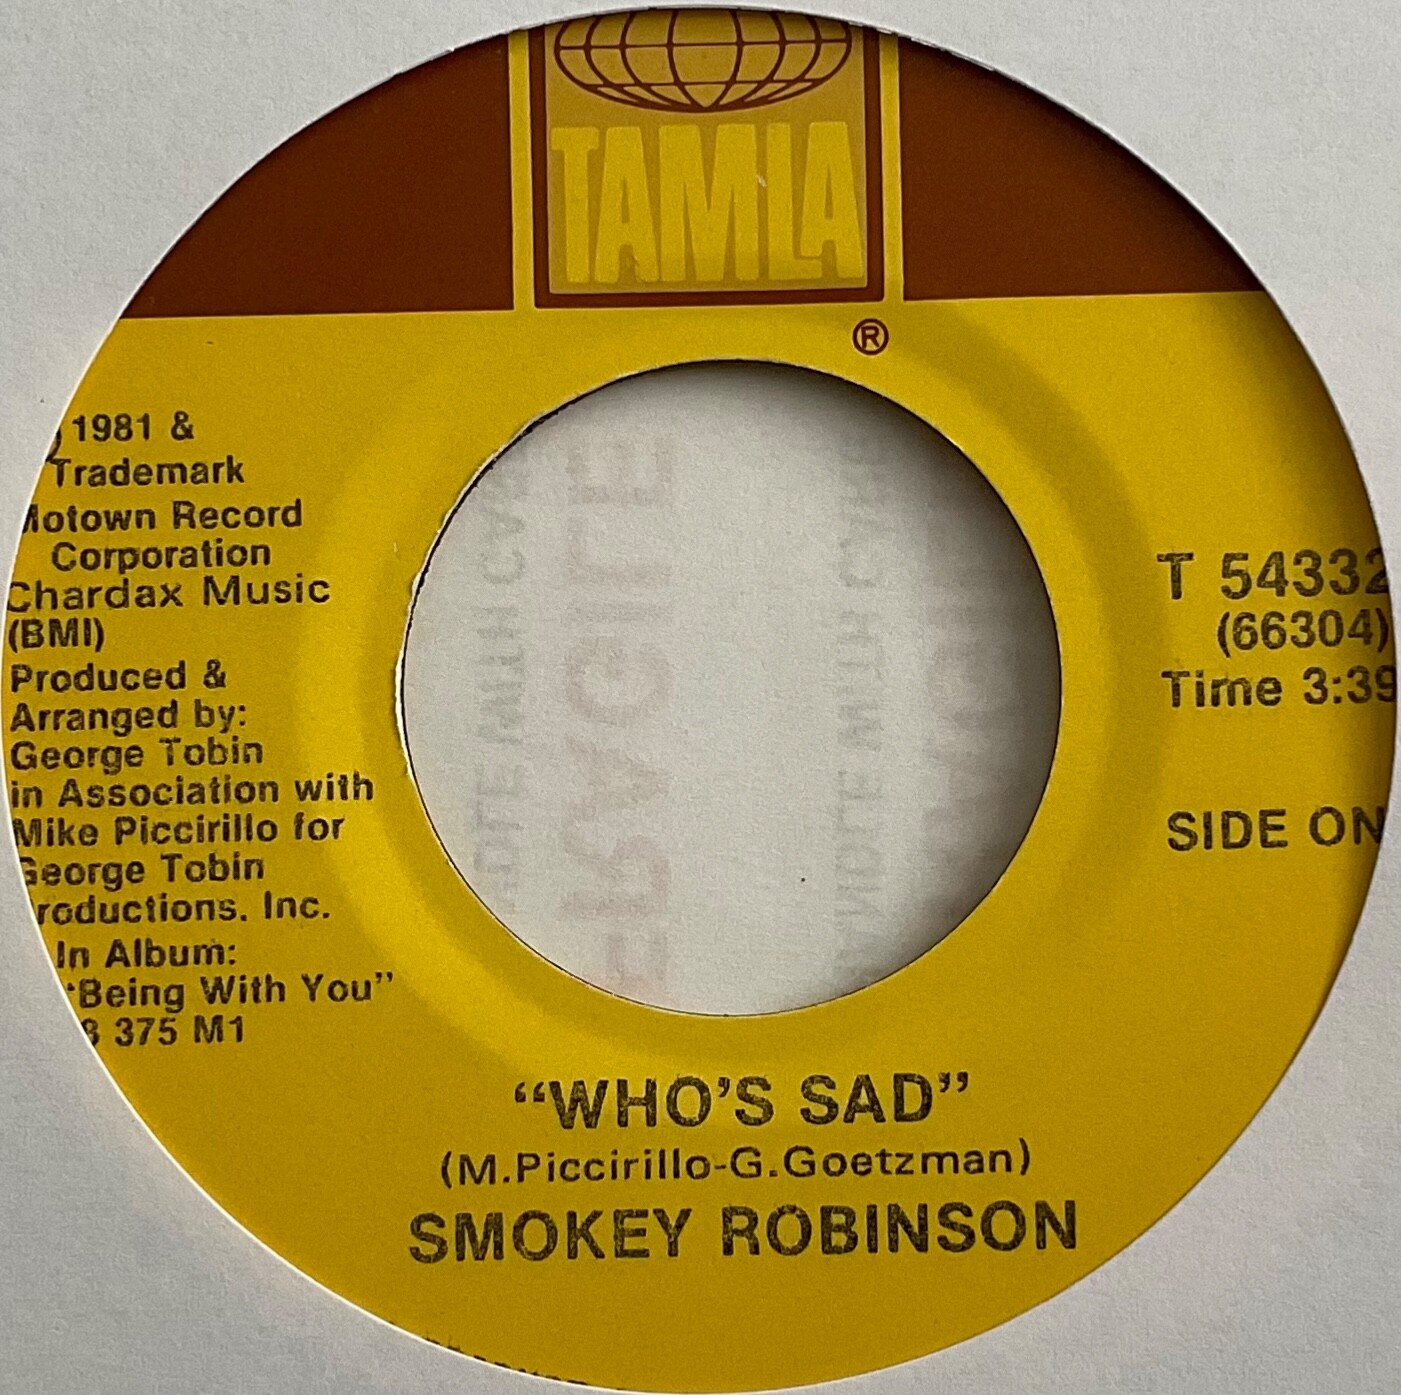 TAMLA
®
1981 &
Trademark
Motown Record
Corporation
Chardax Music
(BMI)
Produced &
Arranged by:
George Tobin
in Association with
Mike Piccirillo for
George Tobin
Productions, Inc.
In Album:
"Being With You"
375 M1
T 54332
(66304)
Time 3:39
SIDE ON
"WHO'S SAD"
(M.Piccirillo-G.Goetzman)
SMOKEY ROBINSON